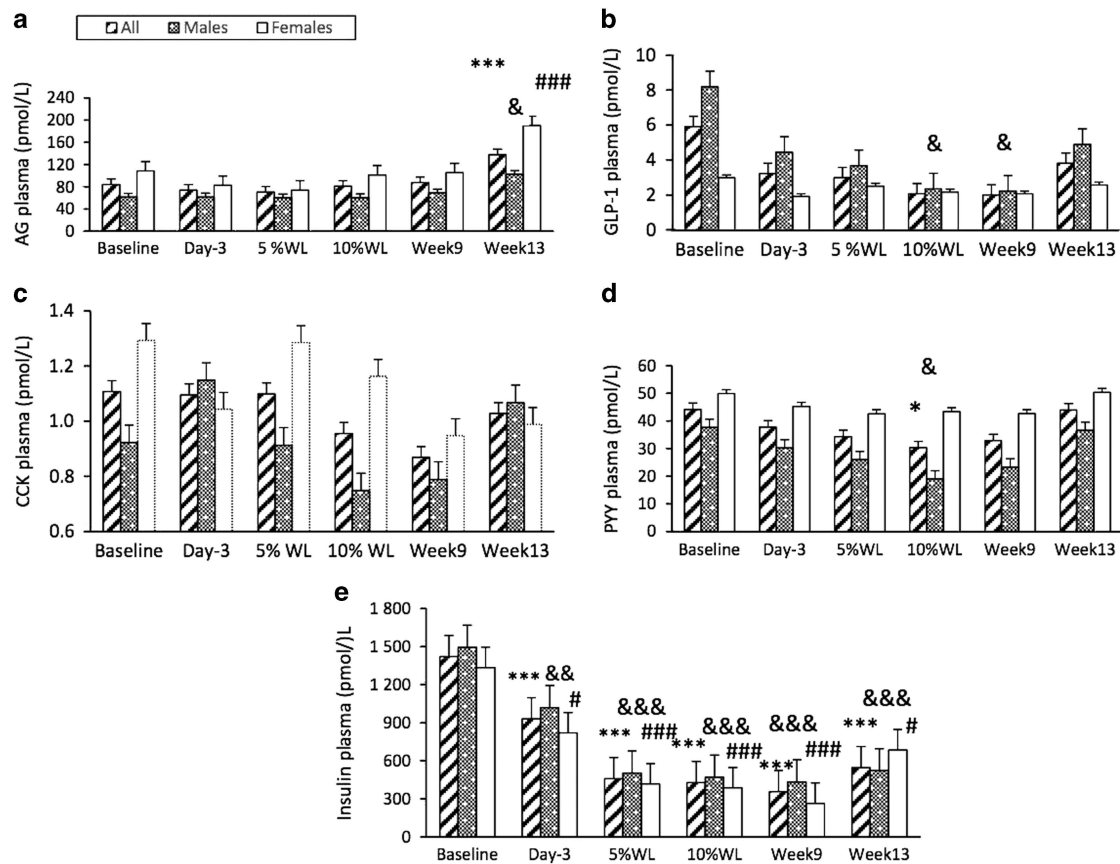 a
All Males Females
AG plasma (pmol/L)
240
200
160
120
80
40
0
***
&
###
Baseline Day-3 5 %WL 10%WL Week9 Week13
b
GLP-1 plasma (pmol/L)
10
8
6
4
2
0
&
&
Baseline Day-3 5 %WL 10%WL Week9 Week13
c
CCK plasma (pmol/L)
1.4
1.2
1.0
0.8
0.6
Baseline Day-3 5% WL 10% WL Week9 Week13
d
PYY plasma (pmol/L)
60
50
40
30
20
10
0
&
*
Baseline Day-3 5%WL 10%WL Week9 Week13
e
Insulin plasma (pmol/)L
1 800
1 500
1 200
900
600
300
0
*** && #
*** &&& ###
*** &&& ###
*** &&& ###
*** &&& #
Baseline Day-3 5%WL 10%WL Week9 Week13